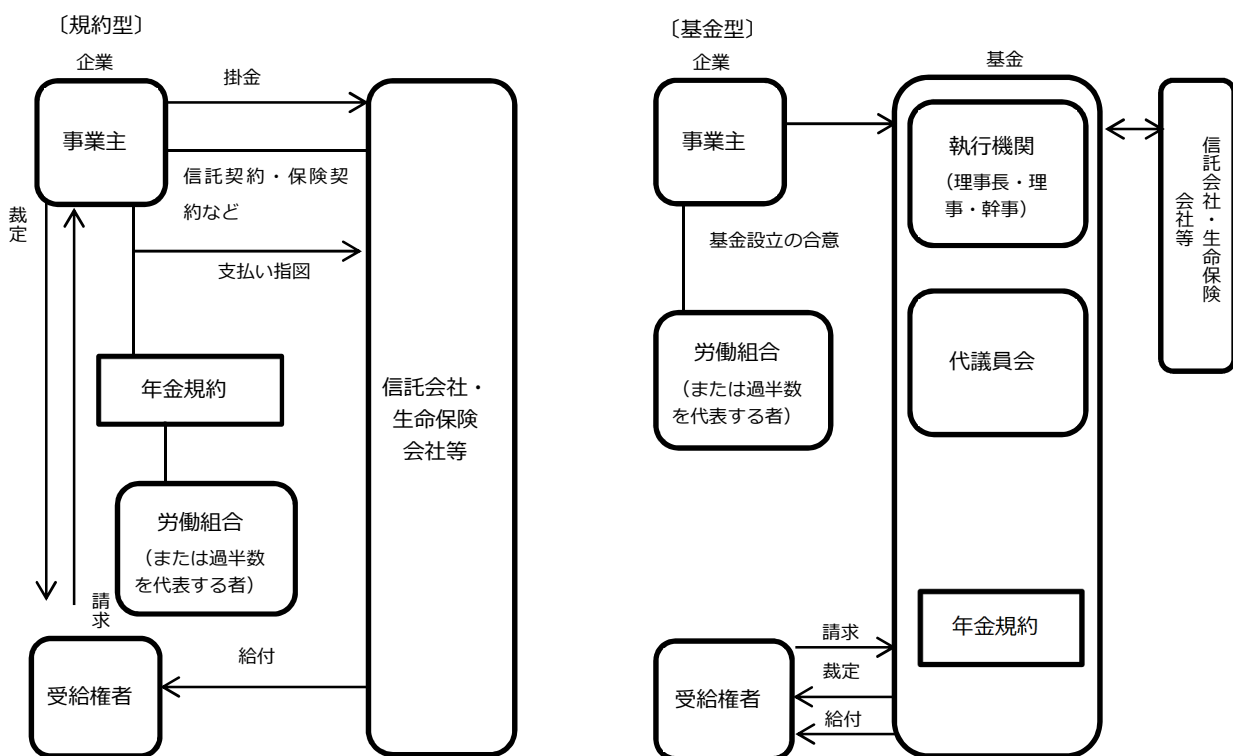 〔規約型〕
企業
事業主
掛金
信託契約・保険契
約など
支払い指図
裁定
請求
年金規約
労働組合
（または過半数
を代表する者）
信託会社・
生命保険
会社等
給付
受給権者
〔基金型〕
企業
事業主
基金設立の合意
労働組合
（または過半数
を代表する者）
基金
執行機関
（理事長・理
事・幹事）
代議員会
年金規約
信託会社・生命保険
会社等
請求
裁定
給付
受給権者